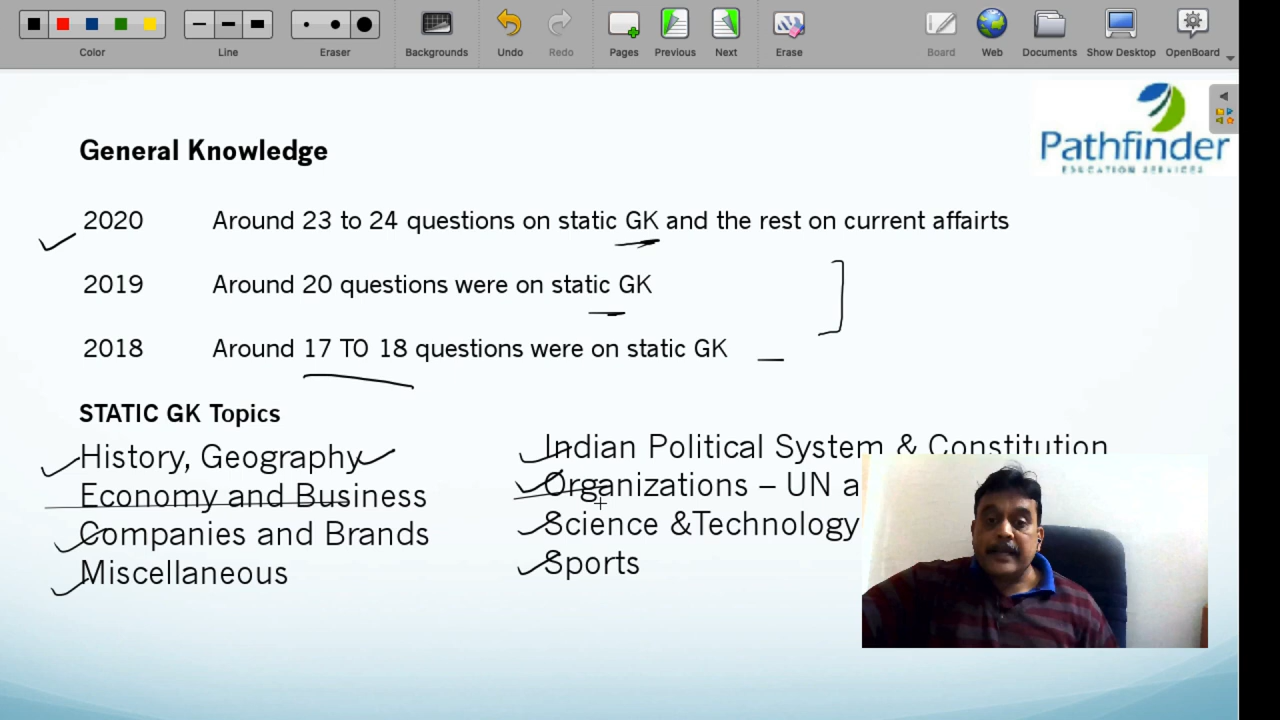 Color Line Eraser Backgrounds Undo Redo Pages Previous Next Erase Board Web Documents Show Desktop OpenBoard
Pathfinder
EDUCATION SERVICES
General Knowledge
2020 Around 23 to 24 questions on static GK and the rest on current affairts
2019 Around 20 questions were on static GK
2018 Around 17 TO 18 questions were on static GK
STATIC GK Topics
History, Geography
Economy and Business
Companies and Brands
Miscellaneous
Indian Political System & Constitution
Organizations – UN a
Science &Technology
Sports